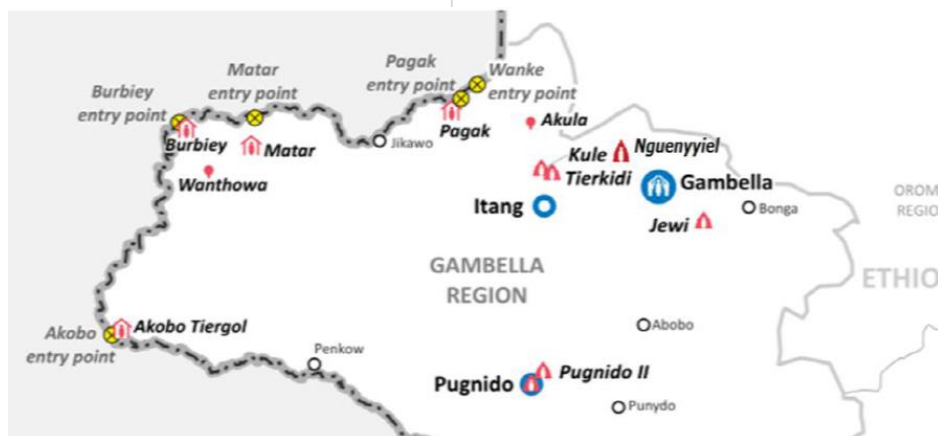 Pagak
entry point
Wanke
entry point
Matar
entry point
Burbiey
entry point
Burbiey
Matar
Jikawo
Pagak
Akula
Wanthowa
Kule
Nguenyyiel
Tierkidi
Gambella
Itang
Jewi
Bonga
OROM
REGIO
GAMBELLA
REGION
ETHIO
Akobo
entry point
Akobo Tiergol
Abobo
Penkow
Pugnido
Pugnido II
Punydo